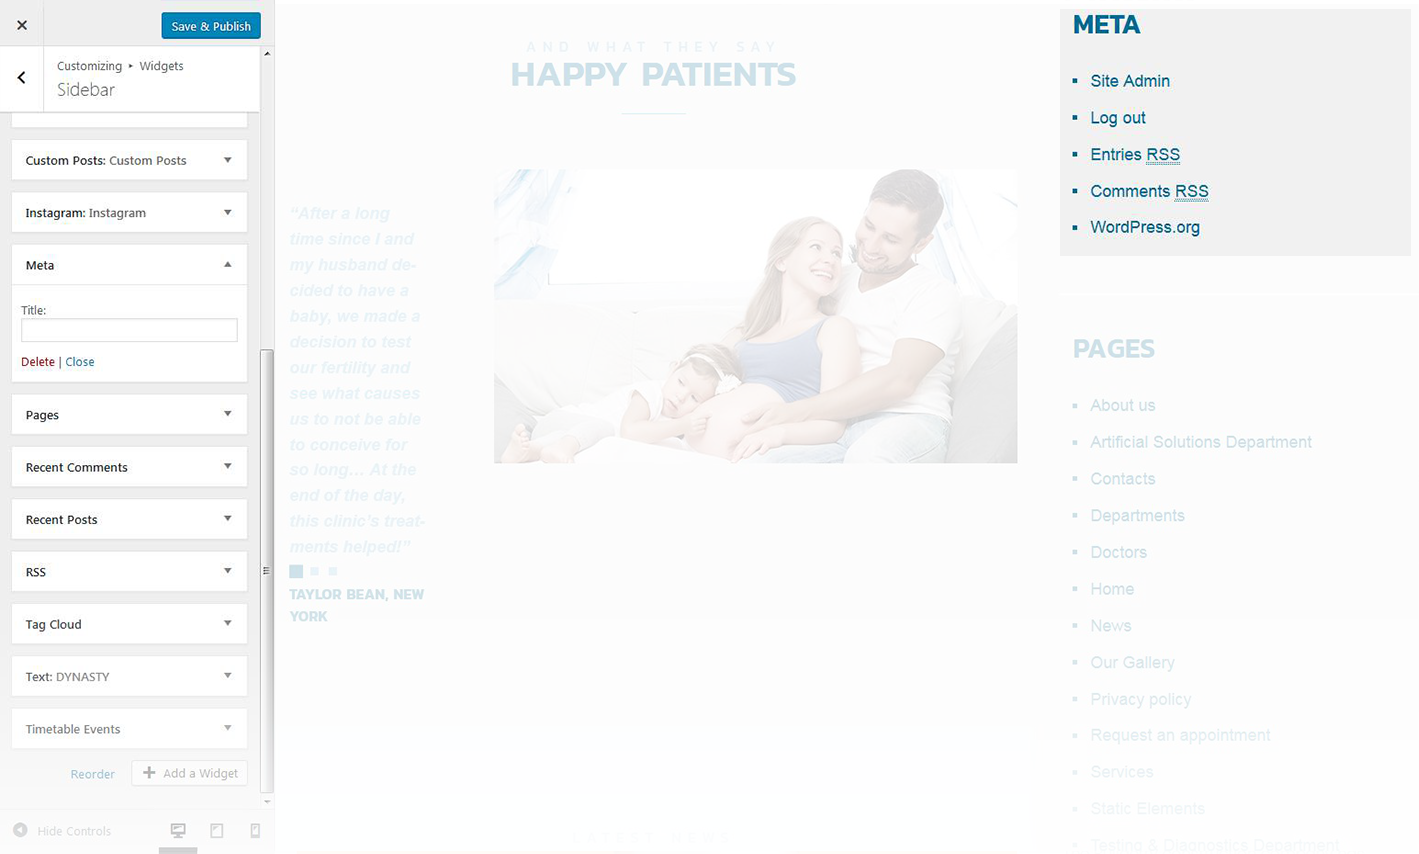 Save & Publish
Customizing ▸ Widgets
Sidebar
Custom Posts: Custom Posts
Instagram: Instagram
Meta
Title:
Delete | Close
Pages
Recent Comments
Recent Posts
RSS
Tag Cloud
Text: DYNASTY
Timetable Events
Reorder
Add a Widget
Hide Controls
AND WHAT THEY SAY
HAPPY PATIENTS
“After a long
time since I and
my husband de-
cided to have a
baby, we made a
decision to test
our fertility and
see what causes
us to not be able
to conceive for
so long... At the
end of the day,
this clinic’s treat-
ments helped!”
TAYLOR BEAN, NEW
YORK
LATEST NEWS
META
Site Admin
Log out
Entries RSS
Comments RSS
WordPress.org
PAGES
About us
Artificial Solutions Department
Contacts
Departments
Doctors
Home
News
Our Gallery
Privacy policy
Request an appointment
Services
Static Elements
Testing & Diagnostics Department